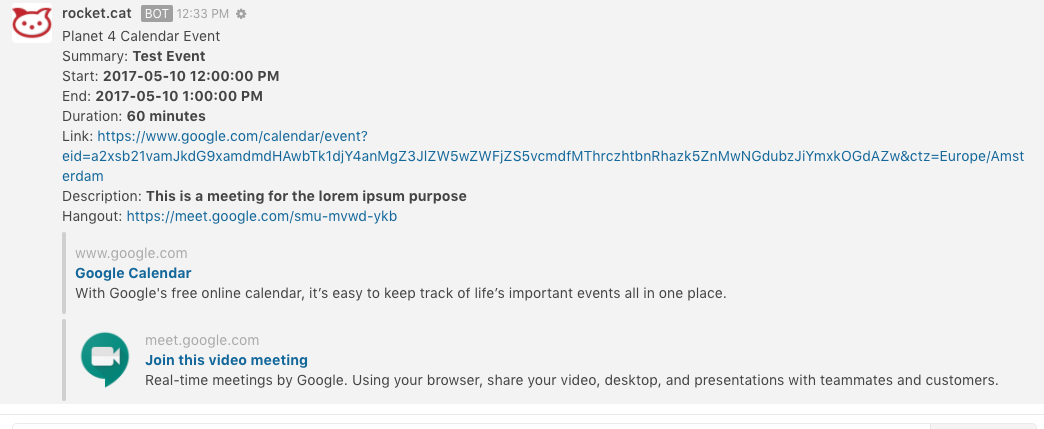 rocket.cat BOT 12:33 PM
Planet 4 Calendar Event
Summary: Test Event
Start: 2017-05-10 12:00:00 PM
End: 2017-05-10 1:00:00 PM
Duration: 60 minutes
Link: https://www.google.com/calendar/event?
eid=a2xsb21vamJkdG9xamdmdHAwbTk1djY4anMgZ3JlZW5wZWFjZS5vcmdfMThrczhtbnRhazk5ZnMwNGdubzJiYmxkOGdAZw&ctz=Europe/Amst
erdam
Description: This is a meeting for the lorem ipsum purpose
Hangout: https://meet.google.com/smu-mvwd-ykb
www.google.com
Google Calendar
With Google's free online calendar, it’s easy to keep track of life’s important events all in one place.
meet.google.com
Join this video meeting
Real-time meetings by Google. Using your browser, share your video, desktop, and presentations with teammates and customers.